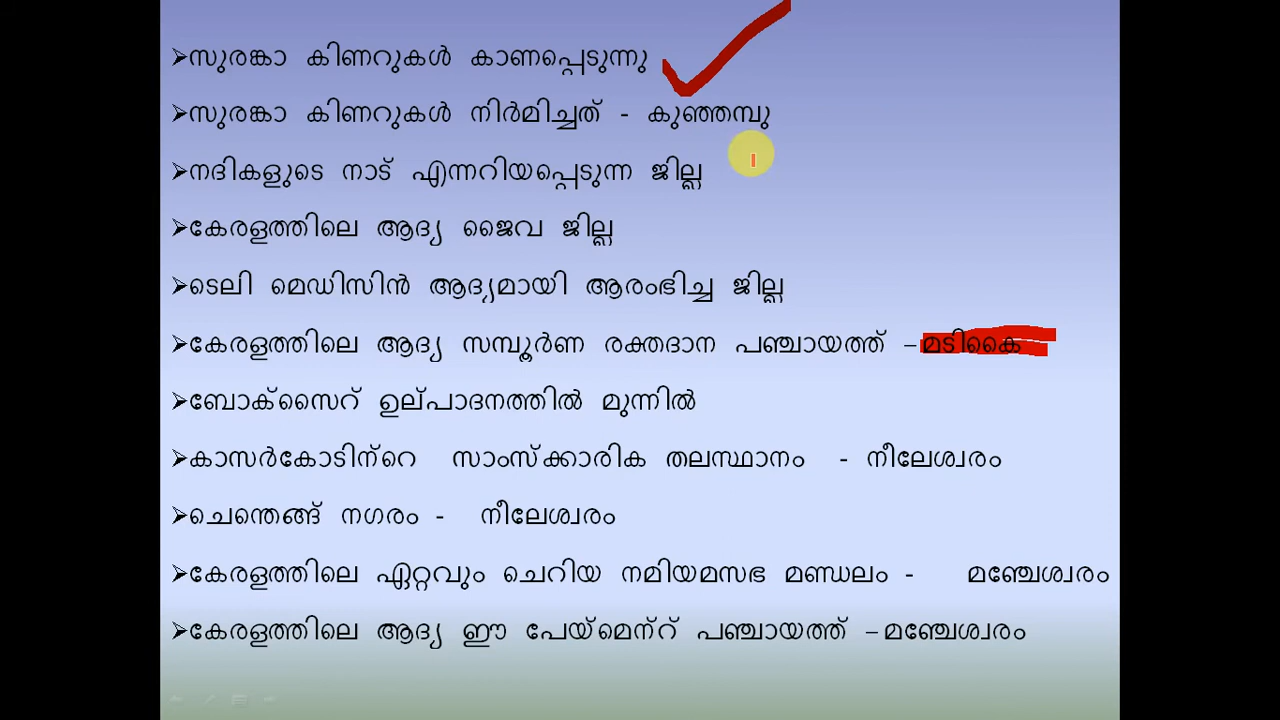 ➢സുരങ്കാ കിണറുകൾ കാണപ്പെടുന്നു
➢സുരങ്കാ കിണറുകൾ നിർമിച്ചത് - കുഞ്ഞമ്പു
➢നദികളുടെ നാട് എന്നറിയപ്പെടുന്ന ജില്ല
➢കേരളത്തിലെ ആദ്യ ജൈവ ജില്ല
➢ടെലി മെഡിസിൻ ആദ്യമായി ആരംഭിച്ച ജില്ല
➢കേരളത്തിലെ ആദ്യ സമ്പൂർണ രക്തദാന പഞ്ചായത്ത് –മടികൈ
➢ബോക്സൈറ് ഉല്പാദനത്തിൽ മുന്നിൽ
➢കാസർകോടിന്റെ സാംസ്ക്കാരിക തലസ്ഥാനം - നീലേശ്വരം
➢ചെന്തെങ്ങ് നഗരം - നീലേശ്വരം
➢കേരളത്തിലെ ഏറ്റവും ചെറിയ നമിയമസഭ മണ്ഡലം - മഞ്ചേശ്വരം
➢കേരളത്തിലെ ആദ്യ ഈ പേയ്മെന്റ് പഞ്ചായത്ത് –മഞ്ചേശ്വരം